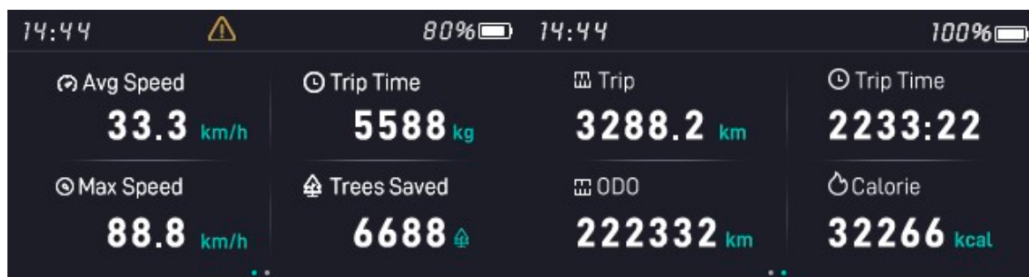 14:44 80% 14:44 100%
Avg Speed Trip Time Trip Trip Time
33.3 km/h 5588 kg 3288.2 km 2233:22
Max Speed Trees Saved ODO Calorie
88.8 km/h 6688 222332 km 32266 kcal